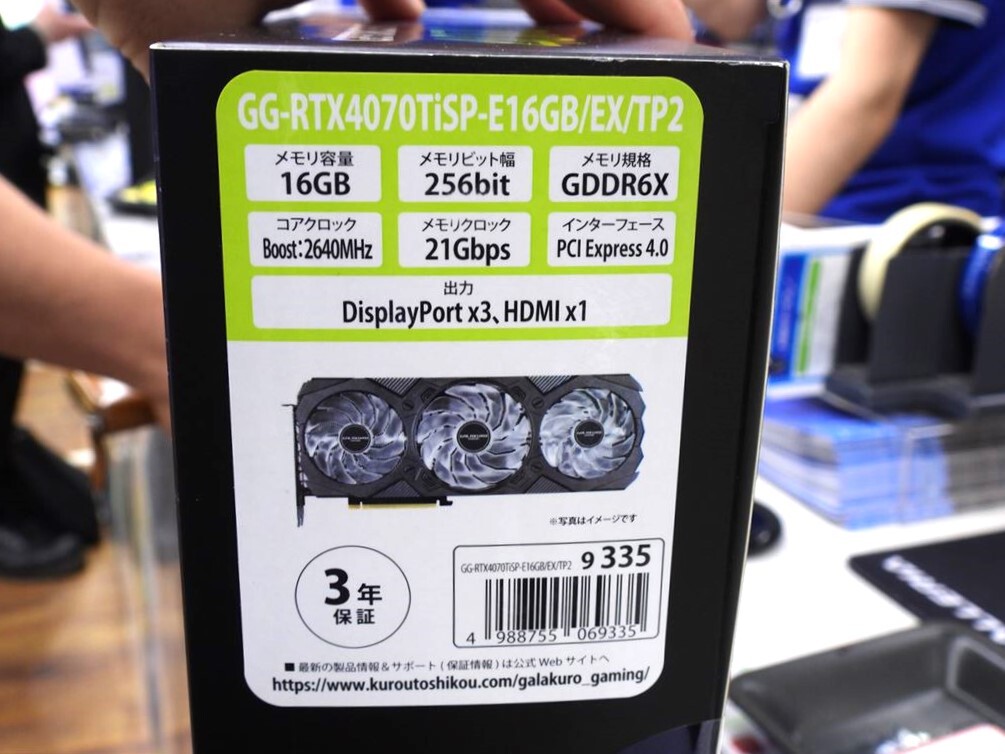 GG-RTX4070TiSP-E16GB/EX/TP2
メモリ容量
16GB
メモリビット幅
256bit
メモリ規格
GDDR6X
コアクロック
Boost:2640MHz
メモリクロック
21Gbps
インターフェース
PCI Express 4.0
出力
DisplayPort x3、HDMI x1
※写真はイメージです
3年
保証
GG-RTX4070TiSP-E16GB/EX/TP2 9 335
4 988755 069335
■ 最新の製品情報&サポート(保証情報)は公式Webサイトへ
https://www.kuroutoshikou.com/galakuro_gaming/